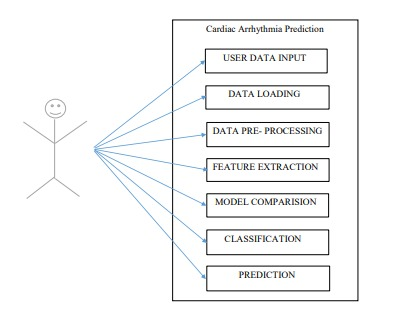 Cardiac Arrhythmia Prediction
USER DATA INPUT
DATA LOADING
DATA PRE- PROCESSING
FEATURE EXTRACTION
MODEL COMPARISION
CLASSIFICATION
PREDICTION